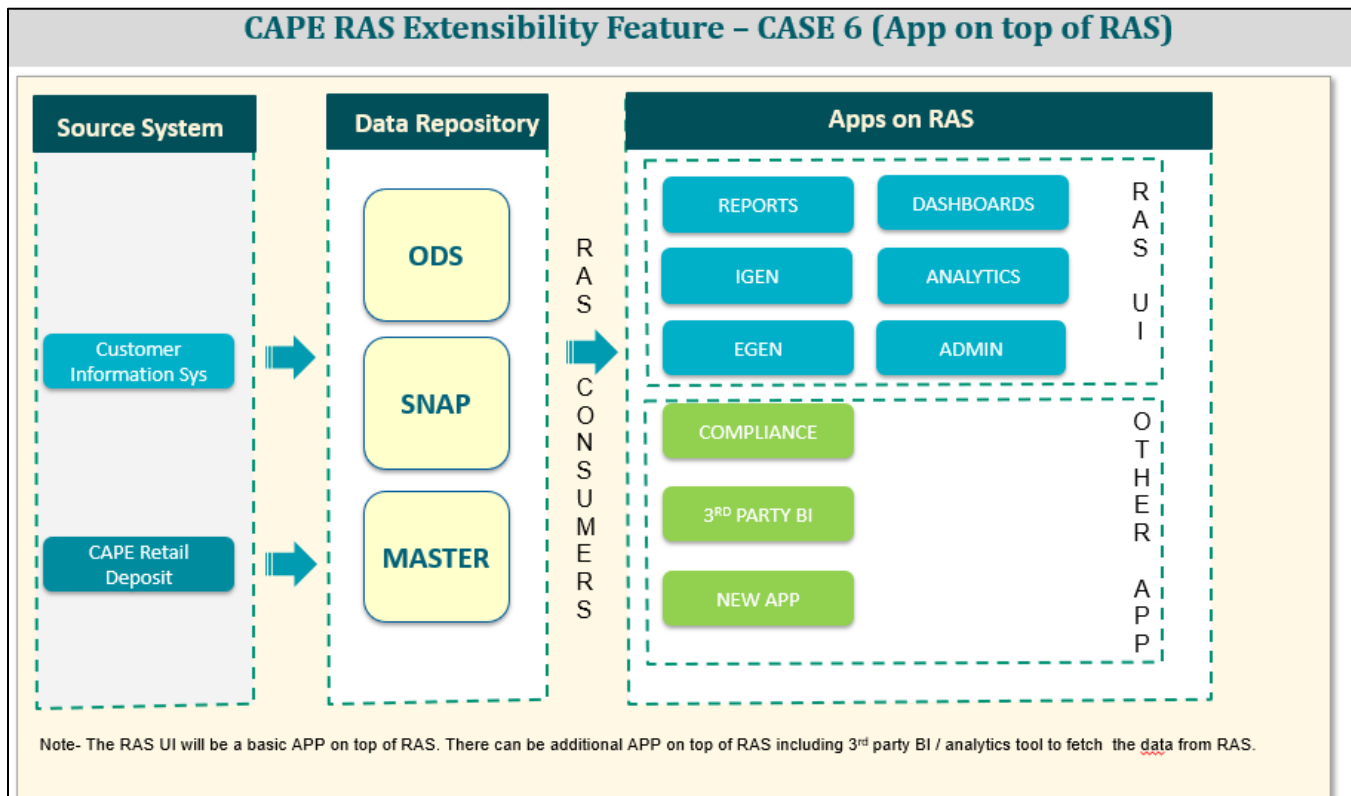 CAPE RAS Extensibility Feature – CASE 6 (App on top of RAS)
Source System
Customer
Information Sys
CAPE Retail
Deposit
Data Repository
ODS
SNAP
MASTER
RAS CONSUMERS
Apps on RAS
REPORTS
DASHBOARDS
IGEN
ANALYTICS
EGEN
ADMIN
RAS UI
COMPLIANCE
3RD PARTY BI
NEW APP
OTHER APP
Note- The RAS UI will be a basic APP on top of RAS. There can be additional APP on top of RAS including 3rd party BI / analytics tool to fetch the data from RAS.